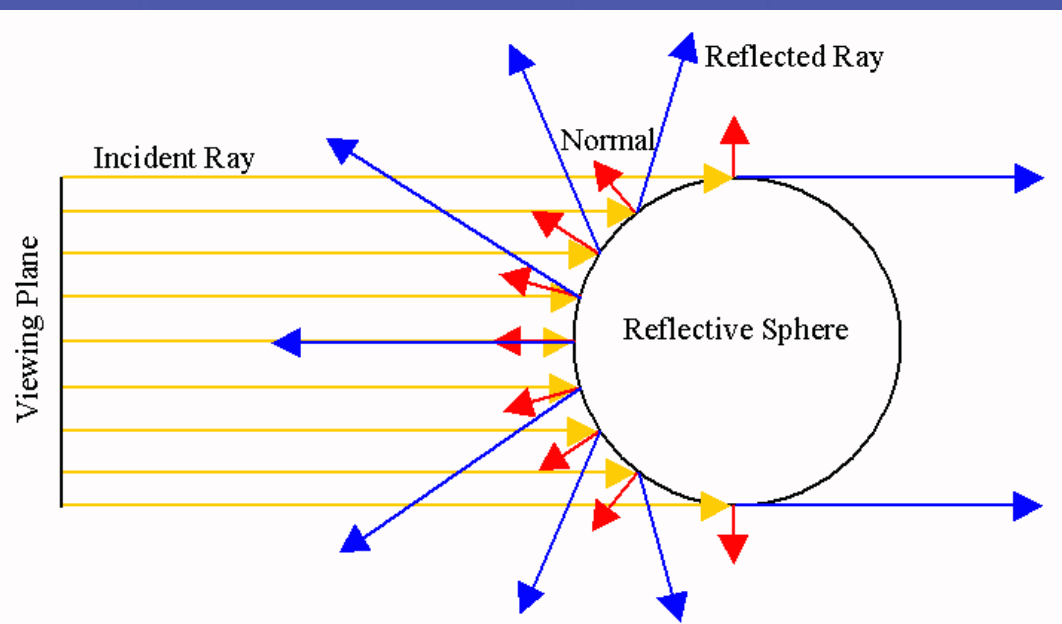 Reflected Ray
Normal
Incident Ray
Viewing Plane
Reflective Sphere